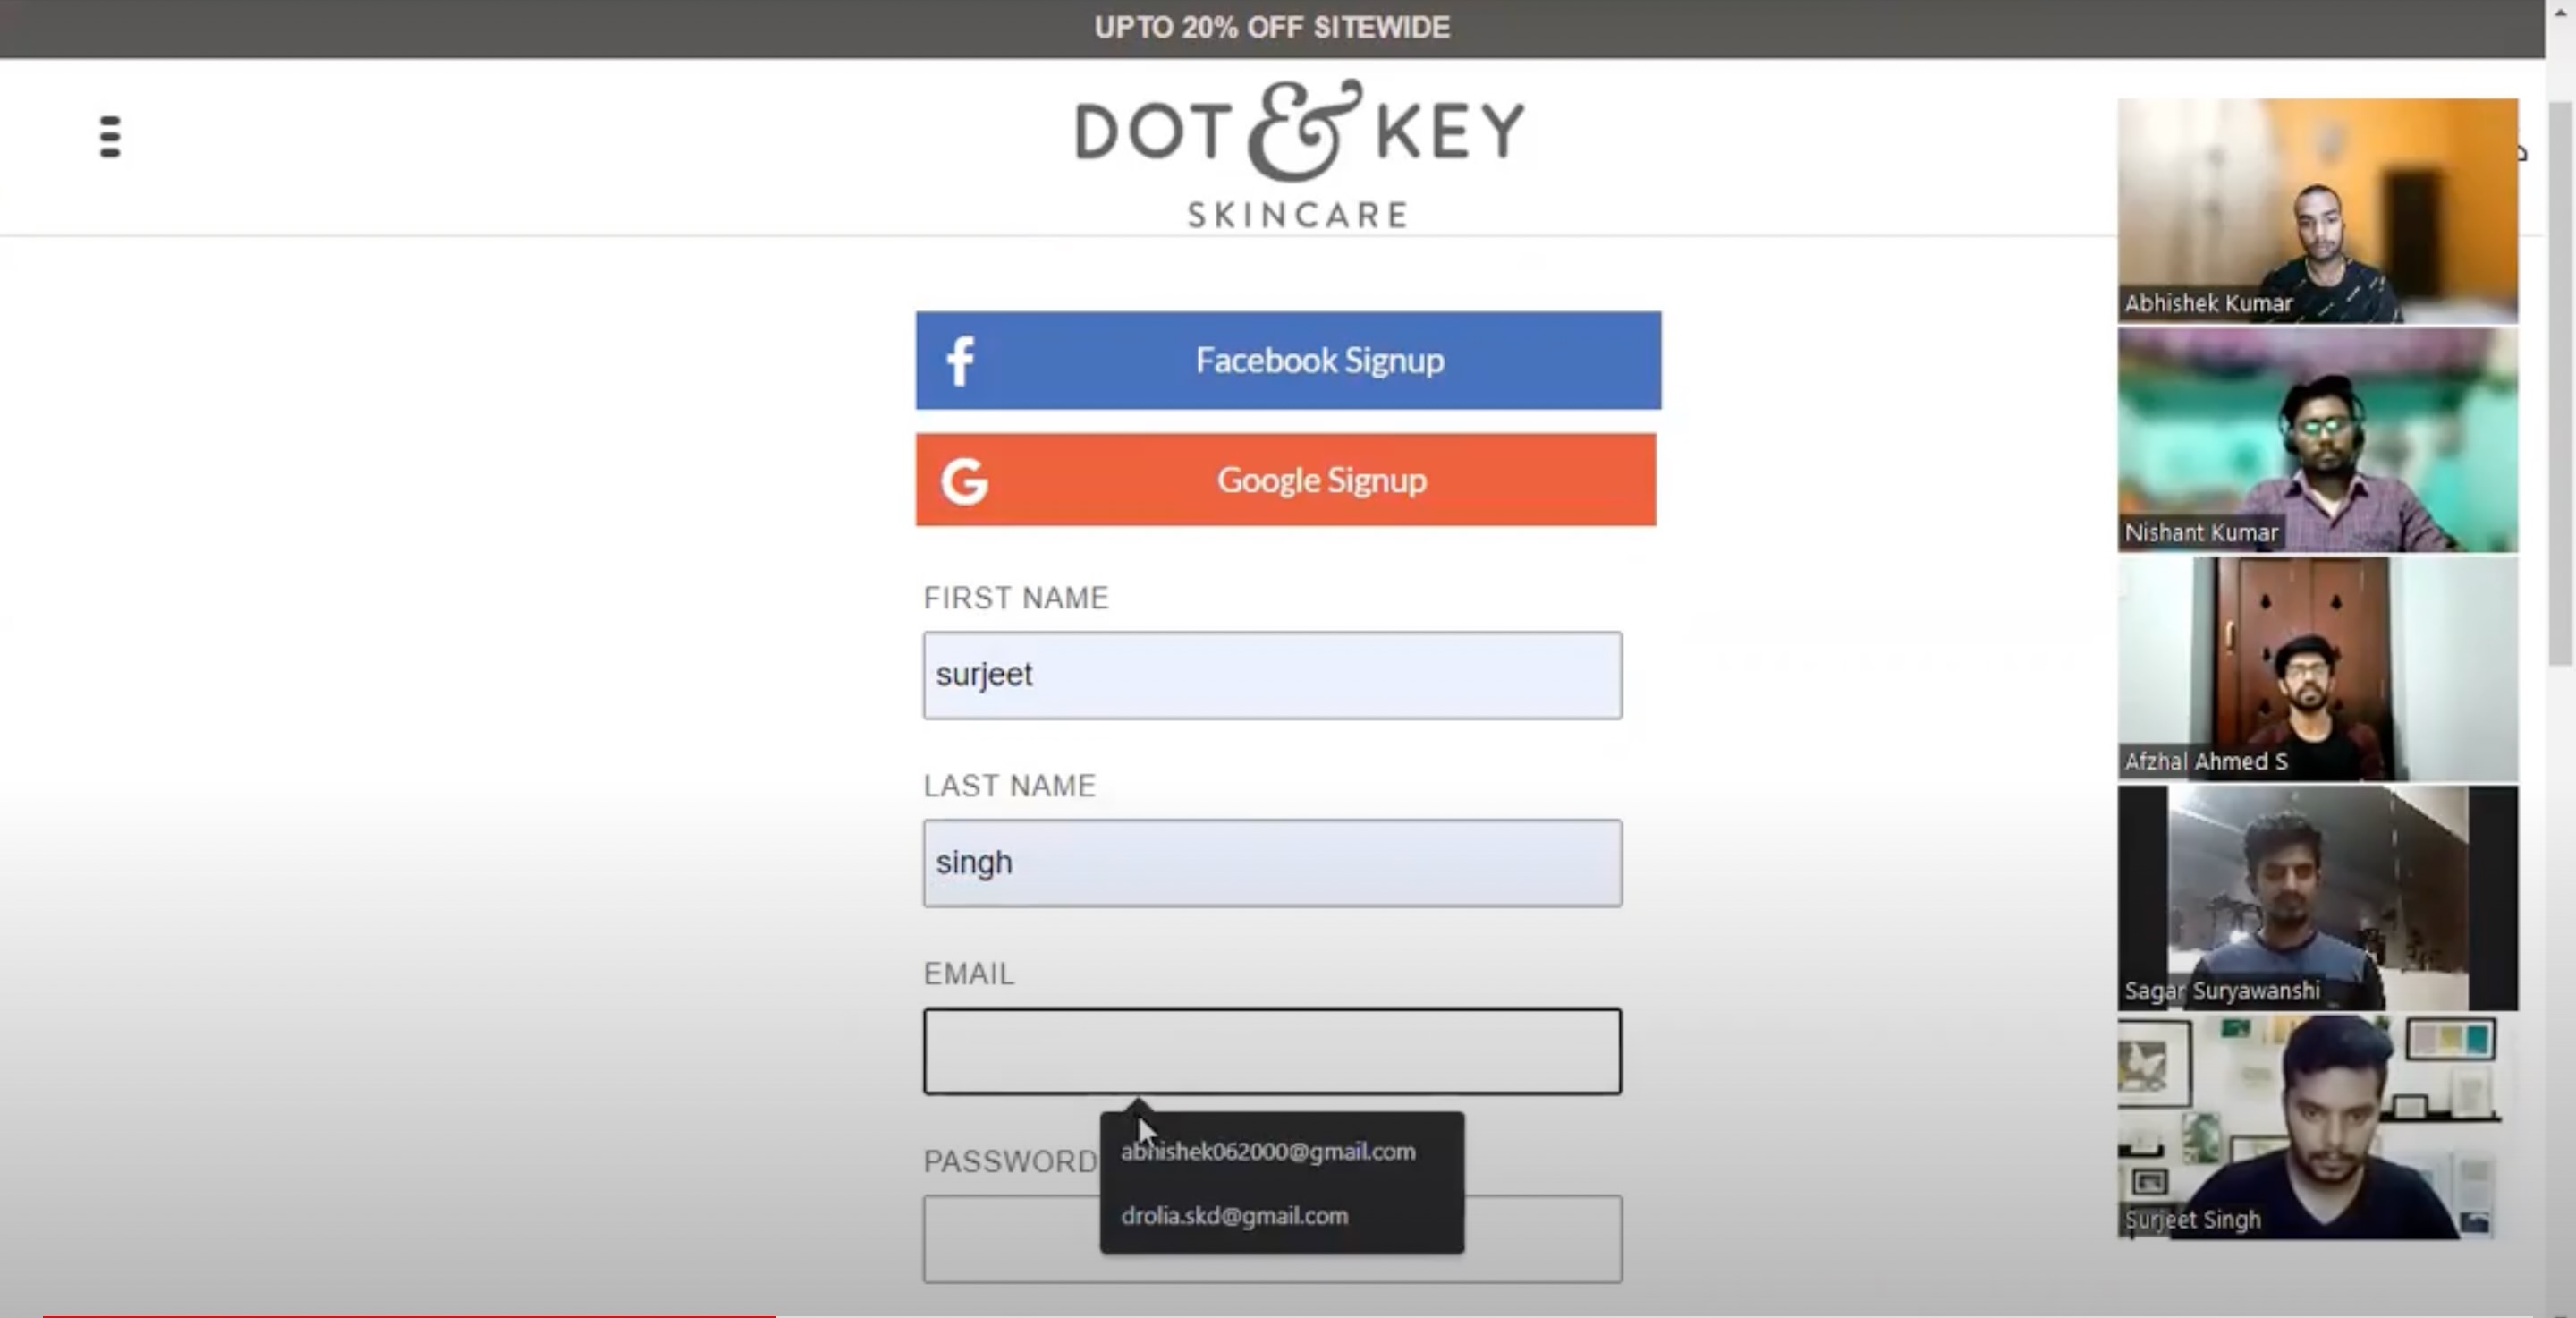 UPTO 20% OFF SITEWIDE
DOT & KEY
SKINCARE
Facebook Signup
Google Signup
FIRST NAME
surjeet
LAST NAME
singh
EMAIL
PASSWORD
abhishek062000@gmail.com
drolia.skd@gmail.com
Abhishek Kumar
Nishant Kumar
Afzhal Ahmed S
Sagar Suryawanshi
Surjeet Singh